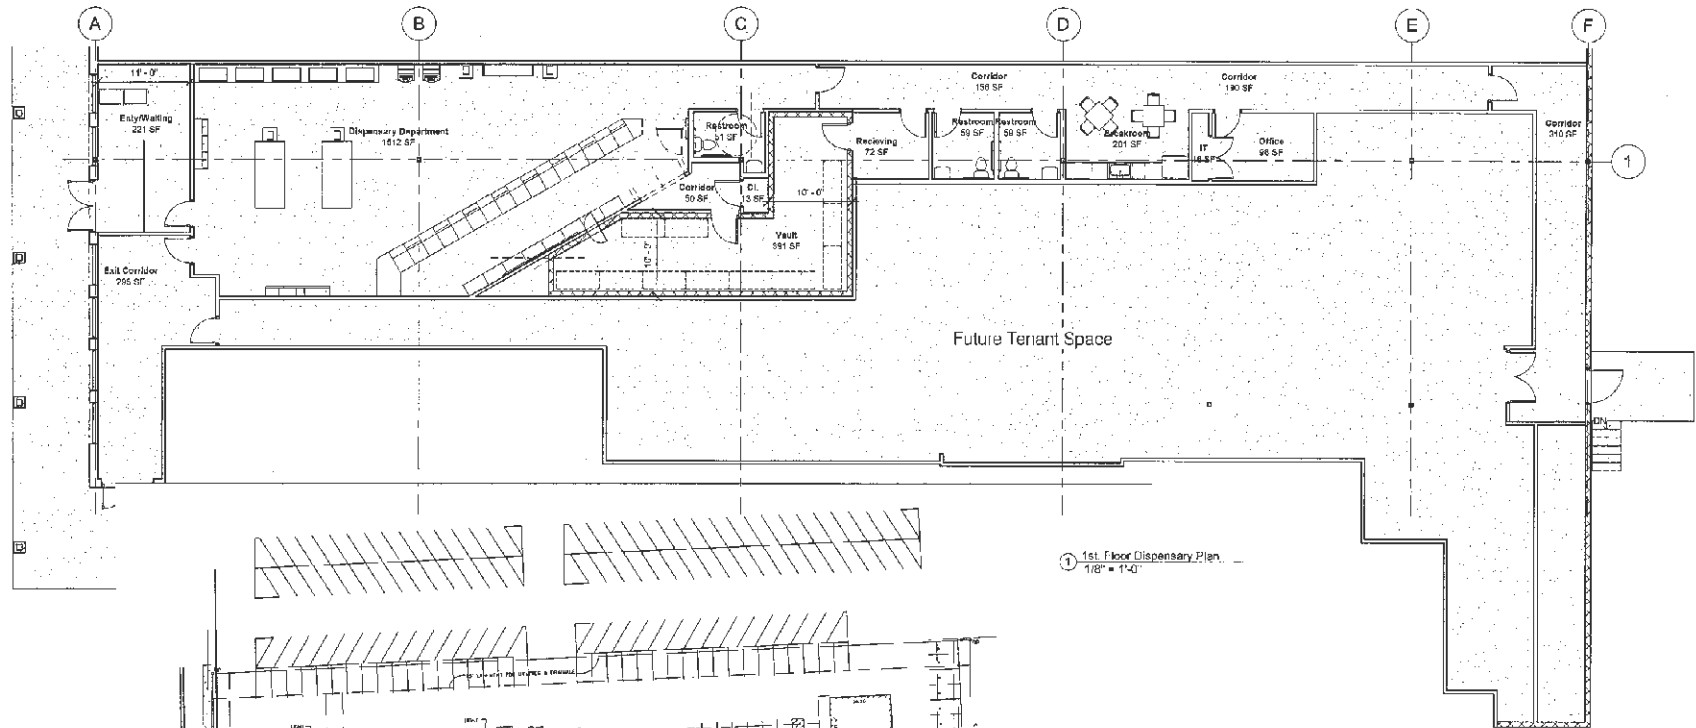 A
B
C
D
E
F
11' - 0"
Enty/Waiting
221 SF
Dispensary Department
1612 SF
Restroom
51 SF
Corridor
156 SF
Corridor
190 SF
Corridor
310 SF
Recieving
72 SF
Restroom
59 SF
Restroom
59 SF
Breakroom
201 SF
IT
Office
96 SF
1
Corridor
50 SF
Cl.
13 SF
10' - 0"
Vault
391 SF
Exit Corridor
295 SF
Future Tenant Space
DN
1
1st. Floor Dispensary Plan
1/8" = 1'-0"